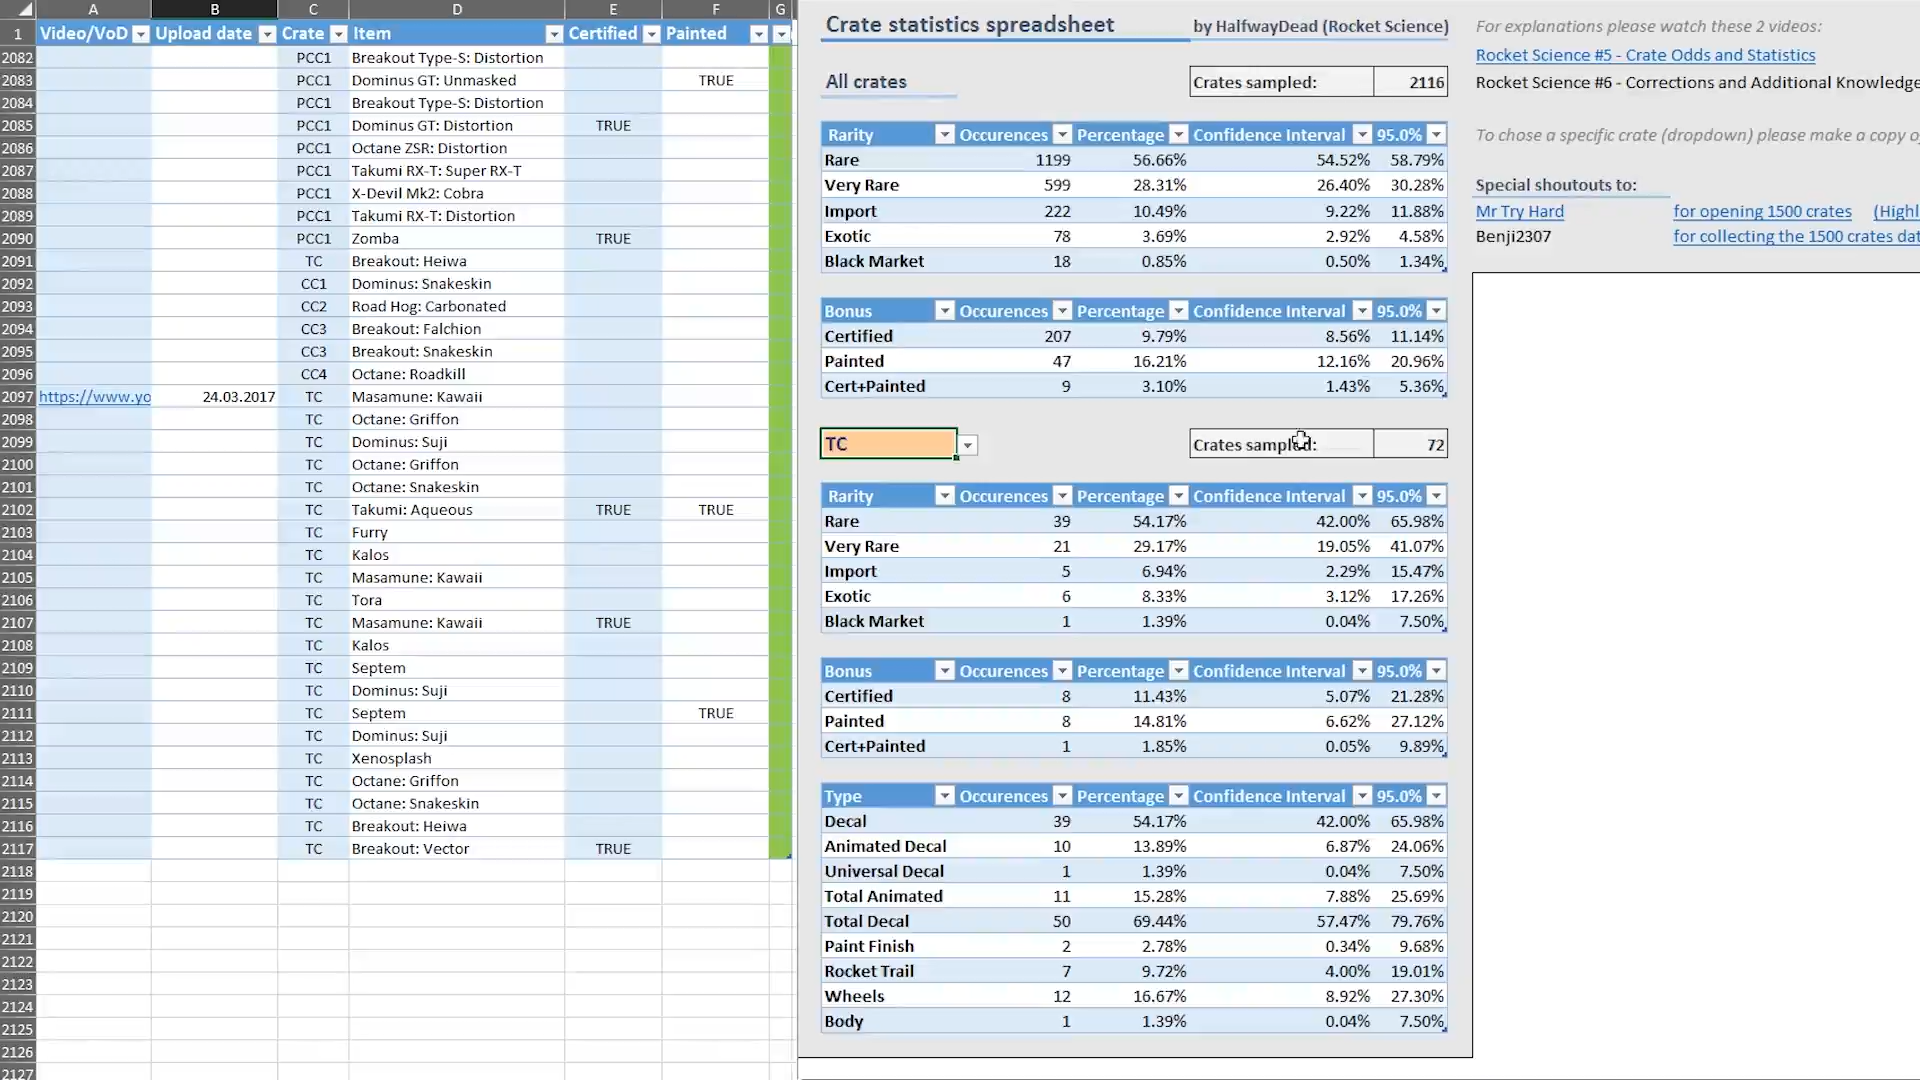 A B C D E F G
1 Video/VoD Upload date Crate Item Certified Painted
2082 PCC1 Breakout Type-S: Distortion
2083 PCC1 Dominus GT: Unmasked TRUE
2084 PCC1 Breakout Type-S: Distortion
2085 PCC1 Dominus GT: Distortion TRUE
2086 PCC1 Octane ZSR: Distortion
2087 PCC1 Takumi RX-T: Super RX-T
2088 PCC1 X-Devil Mk2: Cobra
2089 PCC1 Takumi RX-T: Distortion
2090 PCC1 Zomba TRUE
2091 TC Breakout: Heiwa
2092 CC1 Dominus: Snakeskin
2093 CC2 Road Hog: Carbonated
2094 CC3 Breakout: Falchion
2095 CC3 Breakout: Snakeskin
2096 CC4 Octane: Roadkill
2097 https://www.yo 24.03.2017 TC Masamune: Kawaii
2098 TC Octane: Griffon
2099 TC Dominus: Suji
2100 TC Octane: Griffon
2101 TC Octane: Snakeskin
2102 TC Takumi: Aqueous TRUE TRUE
2103 TC Furry
2104 TC Kalos
2105 TC Masamune: Kawaii
2106 TC Tora
2107 TC Masamune: Kawaii TRUE
2108 TC Kalos
2109 TC Septem
2110 TC Dominus: Suji
2111 TC Septem TRUE
2112 TC Dominus: Suji
2113 TC Xenosplash
2114 TC Octane: Griffon
2115 TC Octane: Snakeskin
2116 TC Breakout: Heiwa
2117 TC Breakout: Vector TRUE
2118
2119
2120
2121
2122
2123
2124
2125
2126
2127
Crate statistics spreadsheet by HalfwayDead (Rocket Science)
All crates Crates sampled: 2116
Rarity Occurences Percentage Confidence Interval 95.0%
Rare 1199 56.66% 54.52% 58.79%
Very Rare 599 28.31% 26.40% 30.28%
Import 222 10.49% 9.22% 11.88%
Exotic 78 3.69% 2.92% 4.58%
Black Market 18 0.85% 0.50% 1.34%
Bonus Occurences Percentage Confidence Interval 95.0%
Certified 207 9.79% 8.56% 11.14%
Painted 47 16.21% 12.16% 20.96%
Cert+Painted 9 3.10% 1.43% 5.36%
TC Crates sampled: 72
Rarity Occurences Percentage Confidence Interval 95.0%
Rare 39 54.17% 42.00% 65.98%
Very Rare 21 29.17% 19.05% 41.07%
Import 5 6.94% 2.29% 15.47%
Exotic 6 8.33% 3.12% 17.26%
Black Market 1 1.39% 0.04% 7.50%
Bonus Occurences Percentage Confidence Interval 95.0%
Certified 8 11.43% 5.07% 21.28%
Painted 8 14.81% 6.62% 27.12%
Cert+Painted 1 1.85% 0.05% 9.89%
Type Occurences Percentage Confidence Interval 95.0%
Decal 39 54.17% 42.00% 65.98%
Animated Decal 10 13.89% 6.87% 24.06%
Universal Decal 1 1.39% 0.04% 7.50%
Total Animated 11 15.28% 7.88% 25.69%
Total Decal 50 69.44% 57.47% 79.76%
Paint Finish 2 2.78% 0.34% 9.68%
Rocket Trail 7 9.72% 4.00% 19.01%
Wheels 12 16.67% 8.92% 27.30%
Body 1 1.39% 0.04% 7.50%
For explanations please watch these 2 videos:
Rocket Science #5 - Crate Odds and Statistics
Rocket Science #6 - Corrections and Additional Knowledge
To chose a specific crate (dropdown) please make a copy o
Special shoutouts to:
Mr Try Hard for opening 1500 crates (Highl
Benji2307 for collecting the 1500 crates dat